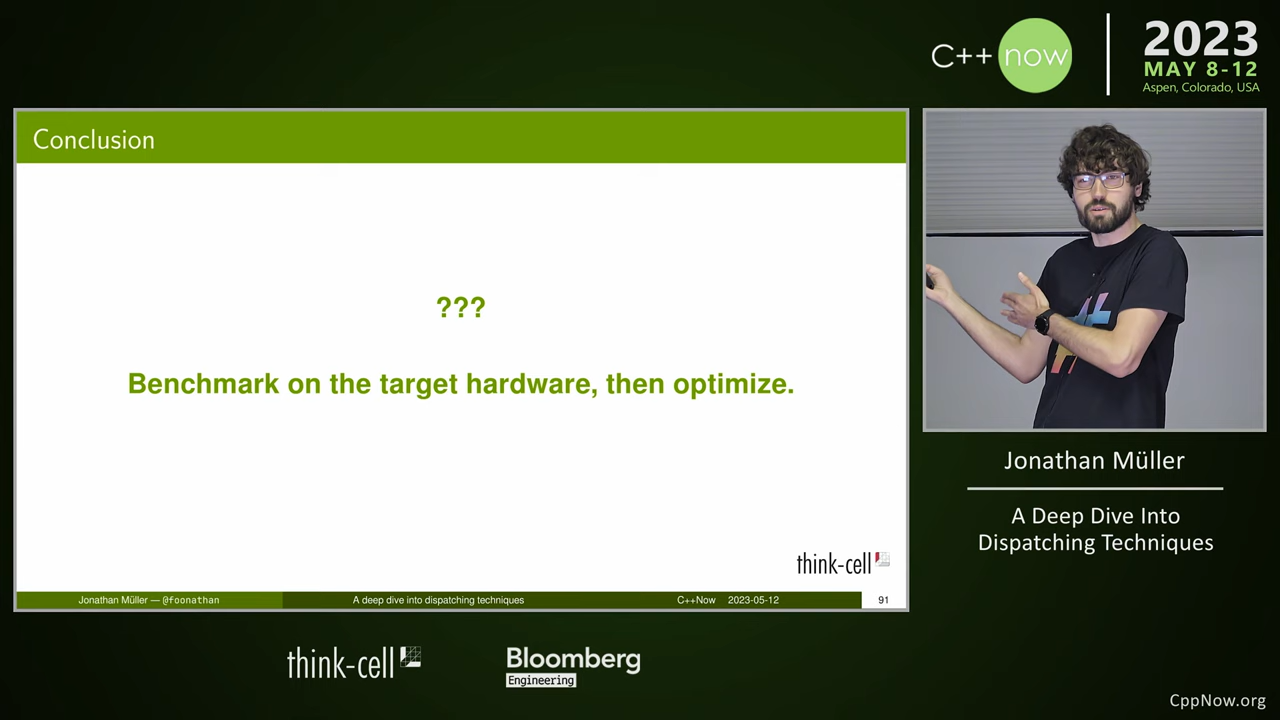 C++ now
2023
MAY 8-12
Aspen, Colorado, USA
Conclusion
???
Benchmark on the target hardware, then optimize.
think-cell
Jonathan Müller — @foonathan
A deep dive into dispatching techniques
C++Now 2023-05-12
91
Jonathan Müller
A Deep Dive Into
Dispatching Techniques
think-cell
Bloomberg
Engineering
CppNow.org